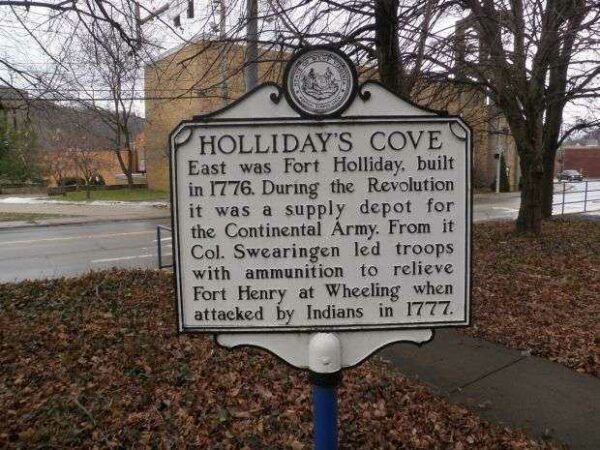 HOLLIDAY'S COVE
East was Fort Holliday, built
in 1776. During the Revolution
it was a supply depot for
the Continental Army. From it
Col. Swearingen led troops
with ammunition to relieve
Fort Henry at Wheeling when
attacked by Indians in 1777.